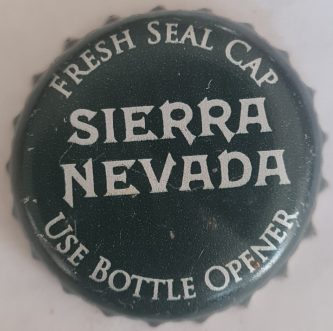 FRESH SEAL CAP
SIERRA
NEVADA
USE BOTTLE OPENER